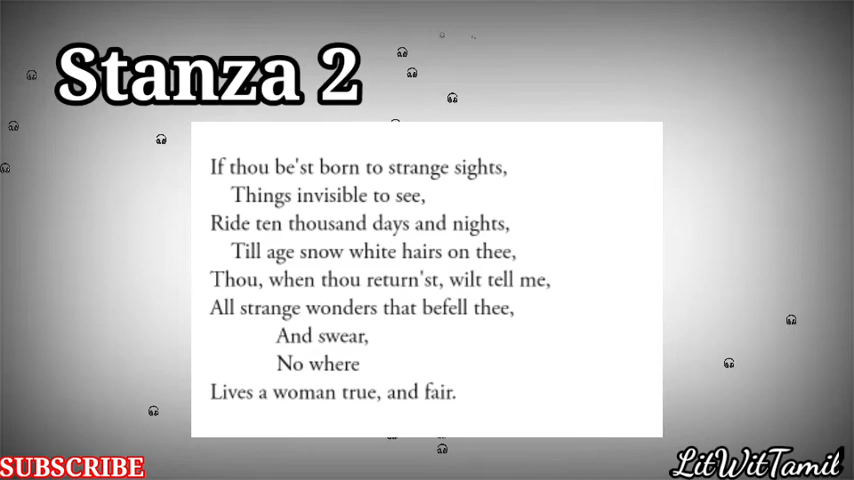 Stanza 2
If thou be'st born to strange sights,
Things invisible to see,
Ride ten thousand days and nights,
Till age snow white hairs on thee,
Thou, when thou return'st, wilt tell me,
All strange wonders that befell thee,
And swear,
No where
Lives a woman true, and fair.
SUBSCRIBE
LitWitTamil